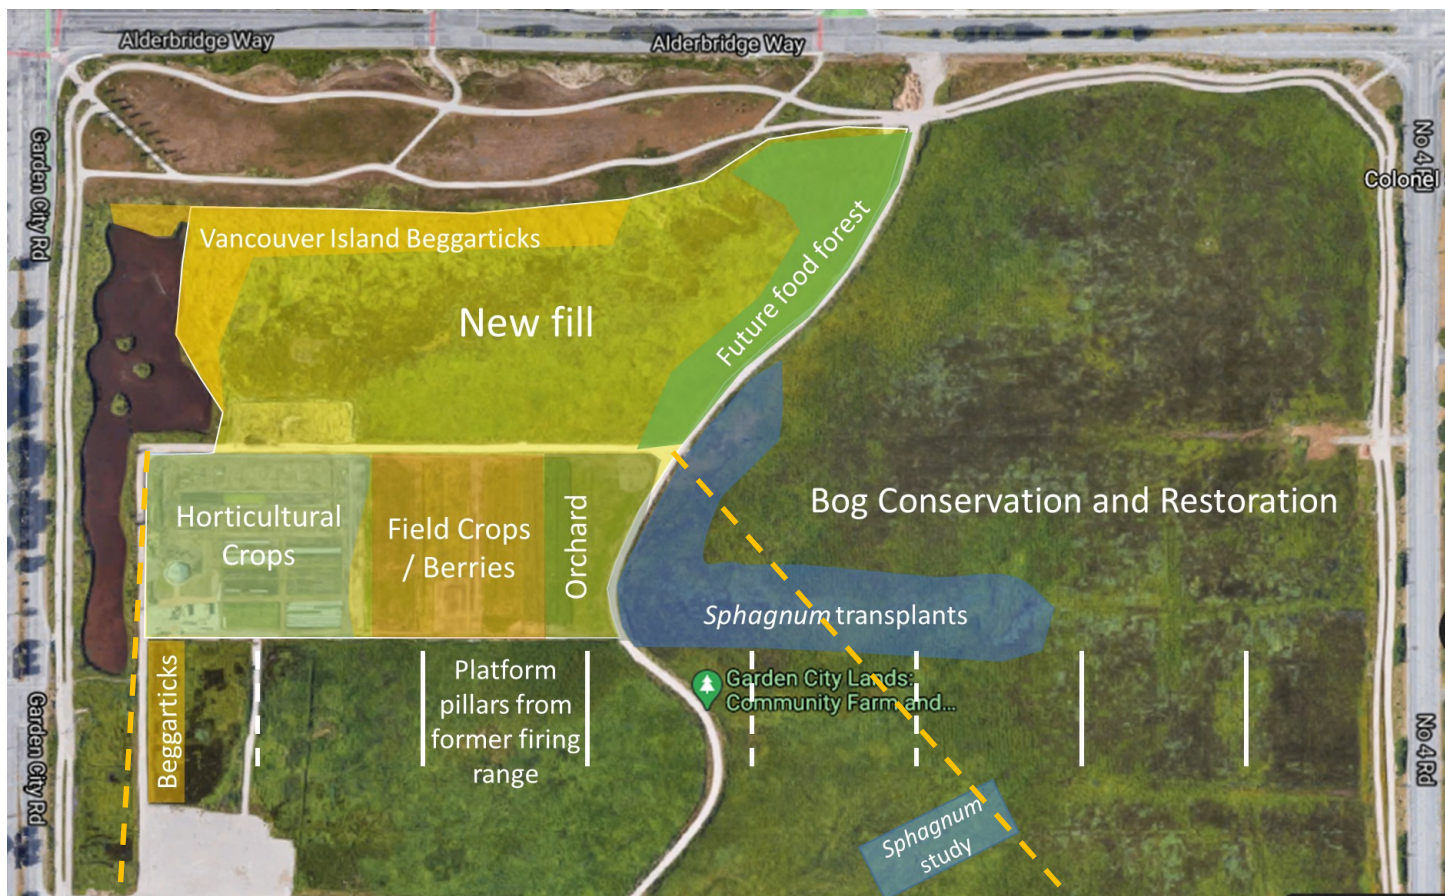 Alderbridge Way
Alderbridge Way
Garden City Rd
No 4 Rd
Colonel
Vancouver Island Beggarticks
New fill
Future food forest
Horticultural
Crops
Field Crops
/ Berries
Orchard
Bog Conservation and Restoration
Sphagnum transplants
Beggarticks
Platform
pillars from
former firing
range
Garden City Lands:
Community Farm and...
Garden City Rd
No 4 Rd
Sphagnum
study